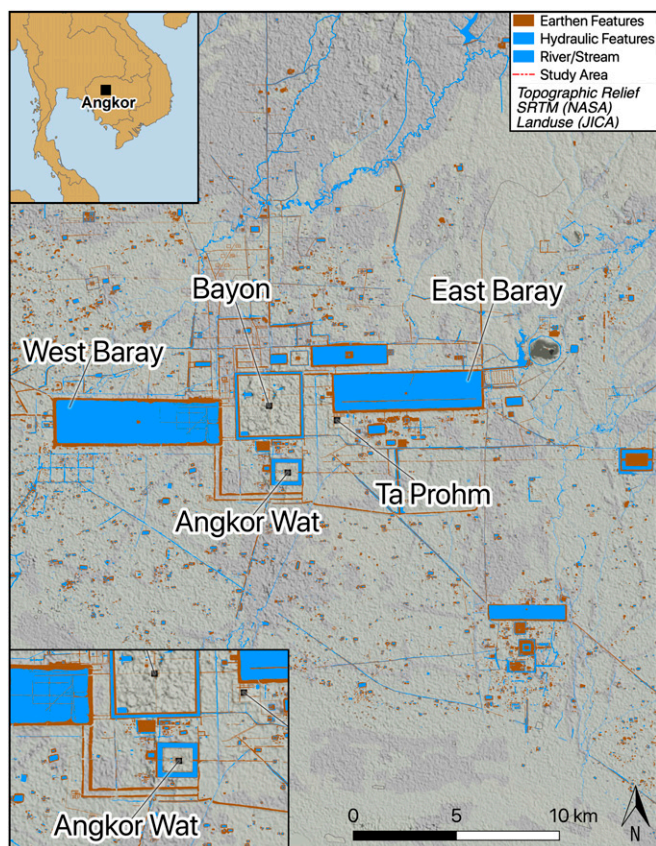 Angkor
Earthen Features
Hydraulic Features
River/Stream
Study Area
Topographic Relief
SRTM (NASA)
Landuse (JICA)
Bayon
East Baray
West Baray
Ta Prohm
Angkor Wat
Angkor Wat
0 5 10 km
N